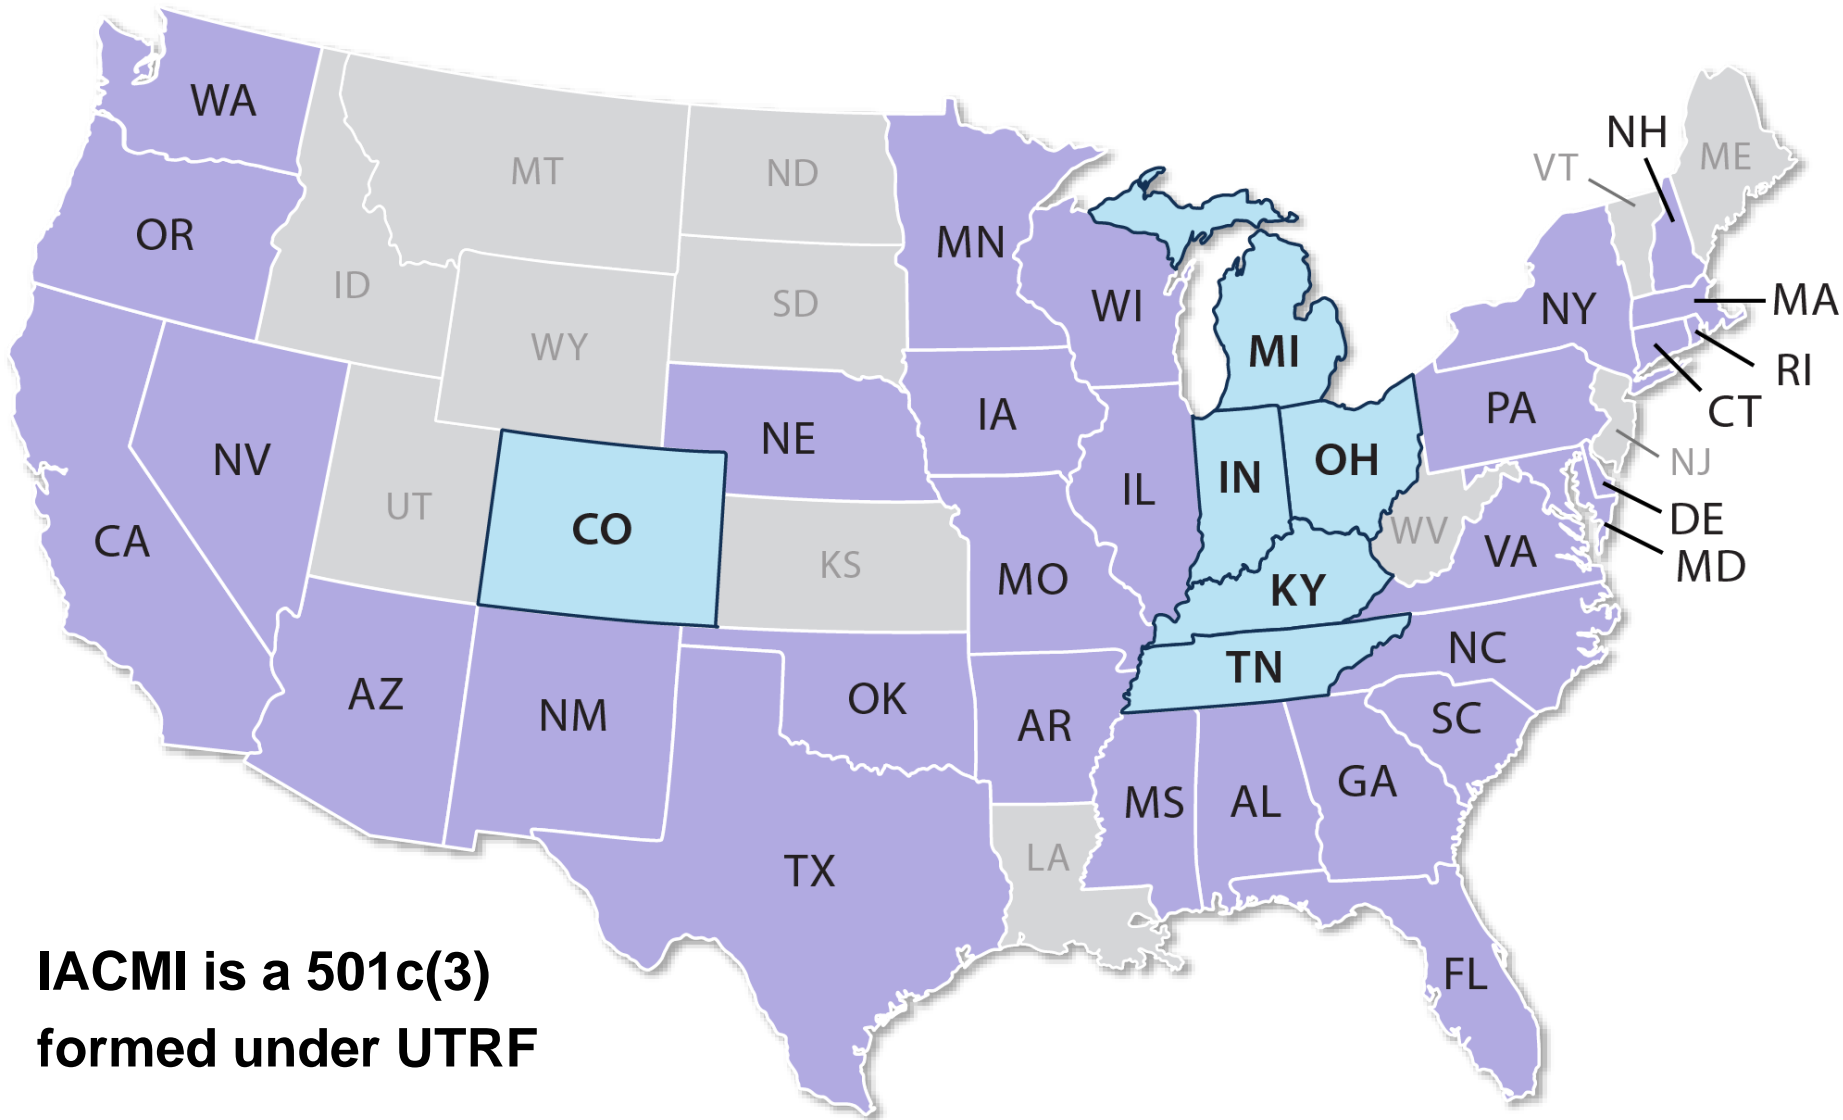 WA
MT
ND
NH
VT
ME
OR
MN
ID
SD
WI
NY
MA
WY
MI
RI
IA
PA
CT
NE
NV
IN
OH
NJ
UT
IL
CO
WV
DE
CA
KS
MO
VA
MD
KY
NC
TN
AZ
NM
OK
AR
SC
MS
AL
GA
TX
LA
FL
IACMI is a 501c(3)
formed under UTRF